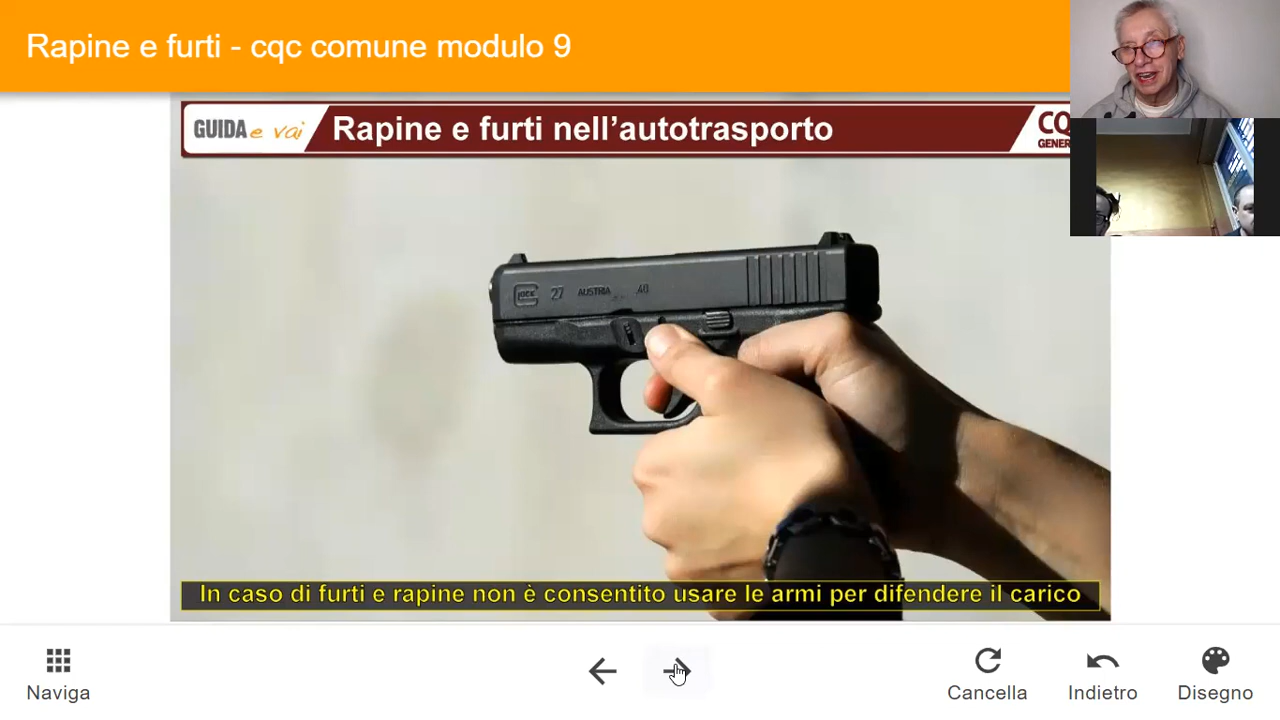 Rapine e furti - cqc comune modulo 9
GUIDA e vai
Rapine e furti nell’autotrasporto
CQ
GENER
27 AUSTRIA .40
In caso di furti e rapine non è consentito usare le armi per difendere il carico
Naviga
Cancella
Indietro
Disegno